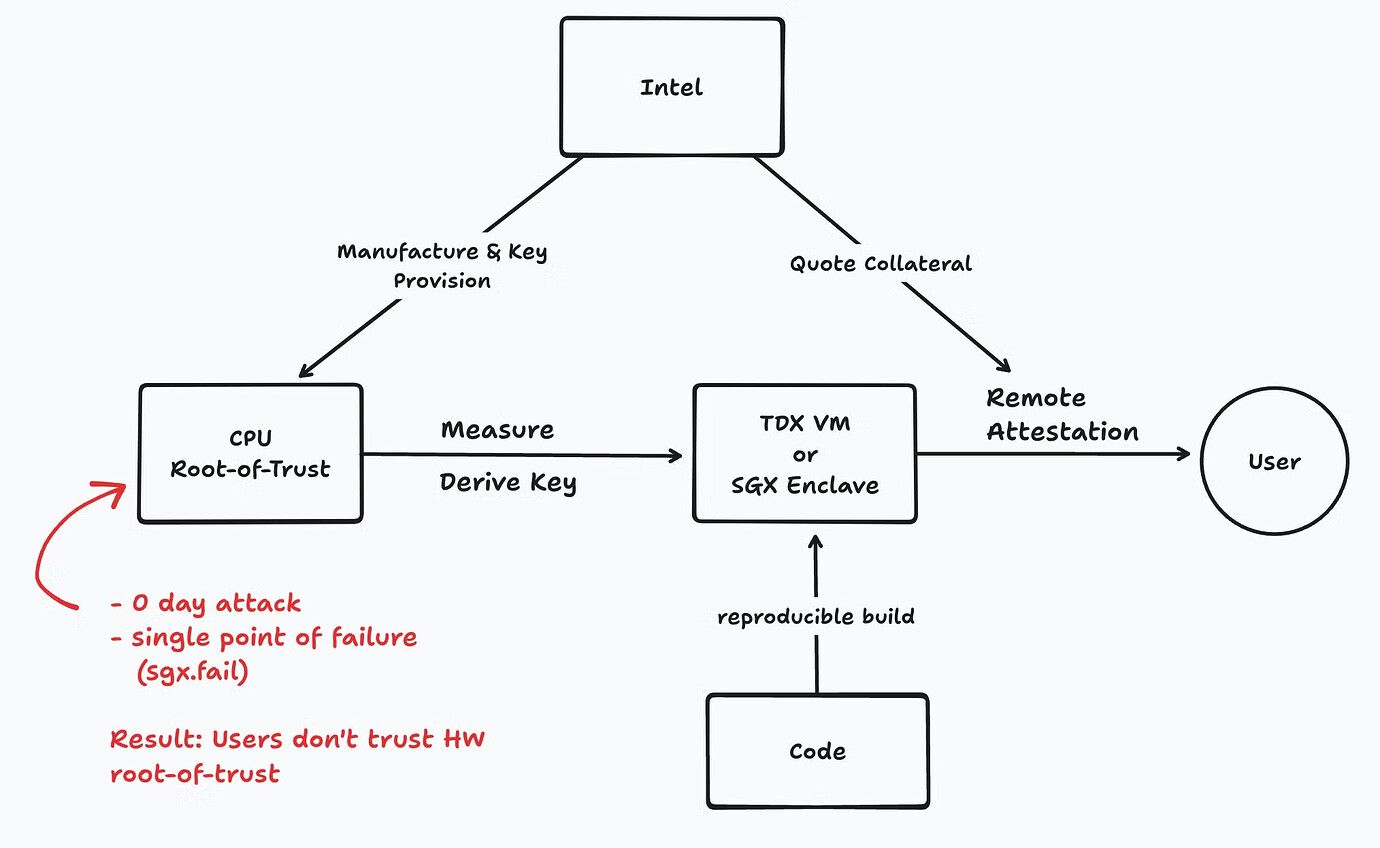 Intel
Manufacture & Key
Provision
Quote Collateral
CPU
Root-of-Trust
Measure
Derive Key
TDX VM
or
SGX Enclave
Remote
Attestation
User
- 0 day attack
- single point of failure
(sgx.fail)
Result: Users don't trust HW
root-of-trust
reproducible build
Code